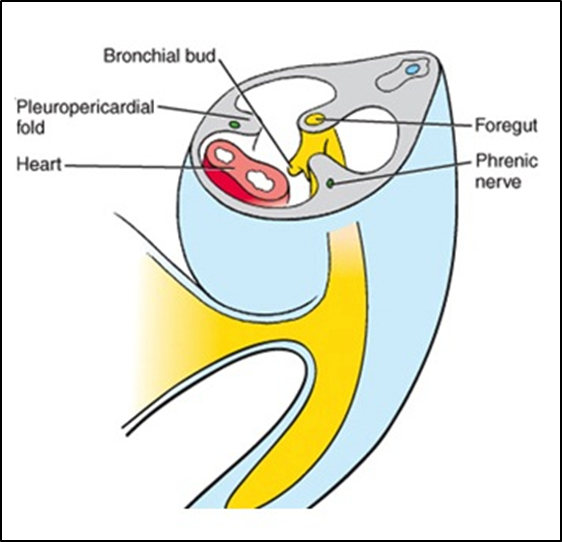 Bronchial bud
Pleuropericardial
fold
Heart
Foregut
Phrenic
nerve